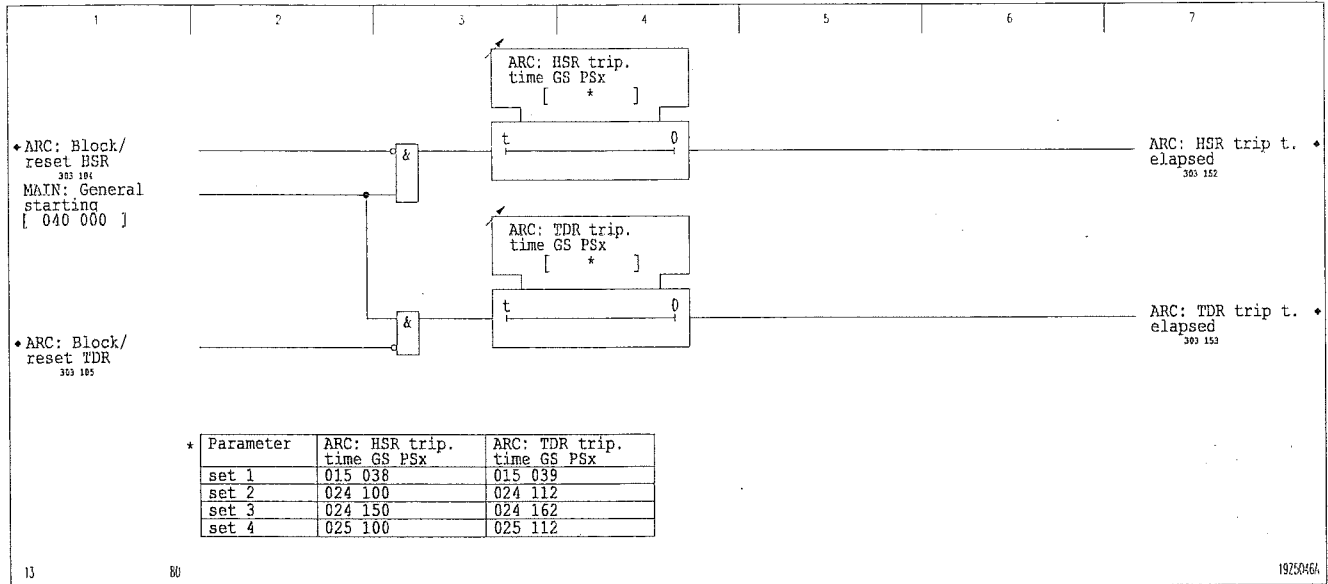 1 2 3 4 5 6 7
ARC: HSR trip.
time GS PSx
[ * ]
t 0
ARC: Block/
reset HSR
303 104
&
ARC: HSR trip t.
elapsed
303 152
MAIN: General
starting
[ 040 000 ]
ARC: TDR trip.
time GS PSx
[ * ]
t 0
&
ARC: TDR trip t.
elapsed
303 153
ARC: Block/
reset TDR
303 105
* Parameter ARC: HSR trip. time GS PSx ARC: TDR trip. time GS PSx
set 1 015 038 015 039
set 2 024 100 024 112
set 3 024 150 024 162
set 4 025 100 025 112
13
19Z5046A